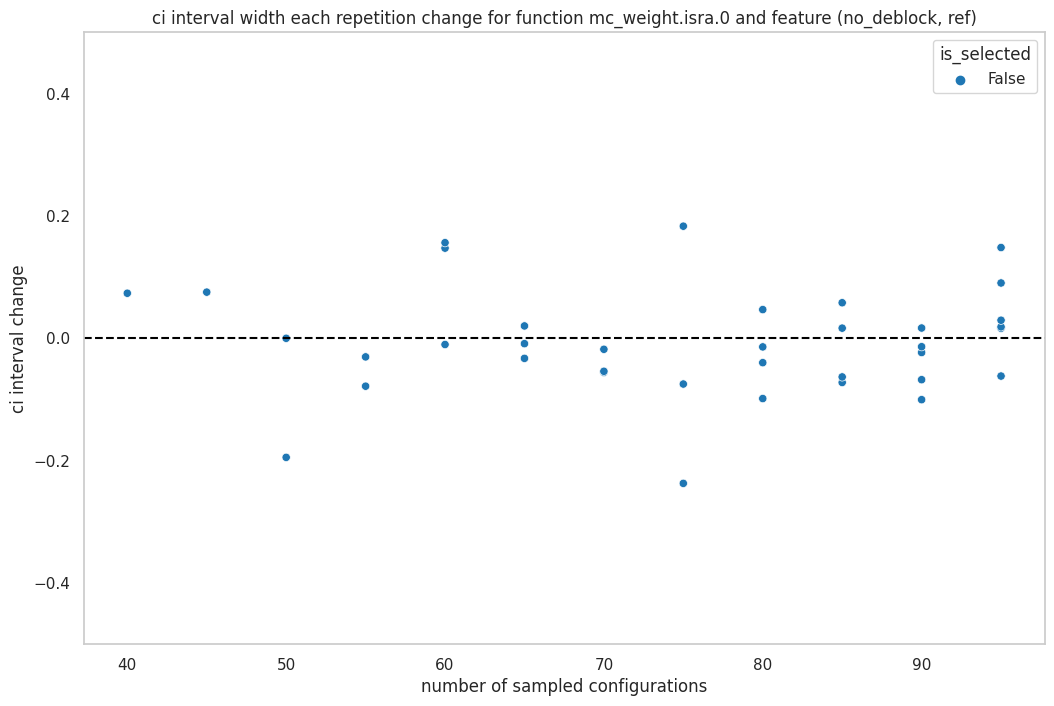 ci interval width each repetition change for function mc_weight.isra.0 and feature (no_deblock, ref)
is_selected
False
ci interval change
0.4
0.2
0.0
−0.2
−0.4
40 50 60 70 80 90
number of sampled configurations